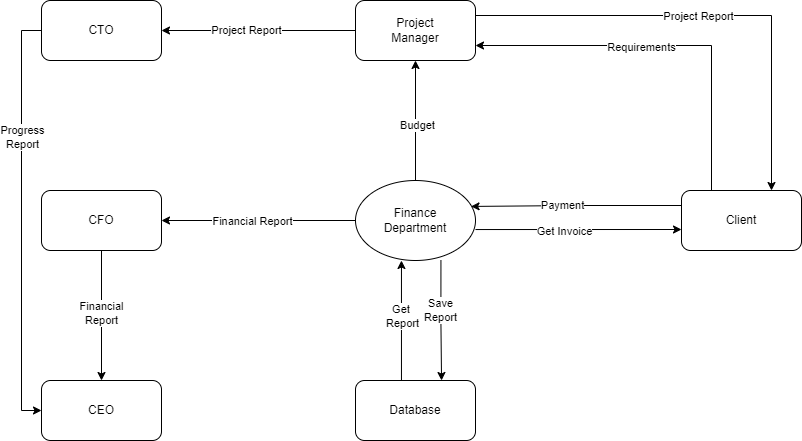 CTO
Project Report
Project
Manager
Project Report
Requirements
Progress
Report
Budget
CFO
Financial Report
Finance
Department
Payment
Get Invoice
Client
Financial
Report
Get
Report
Save
Report
CEO
Database